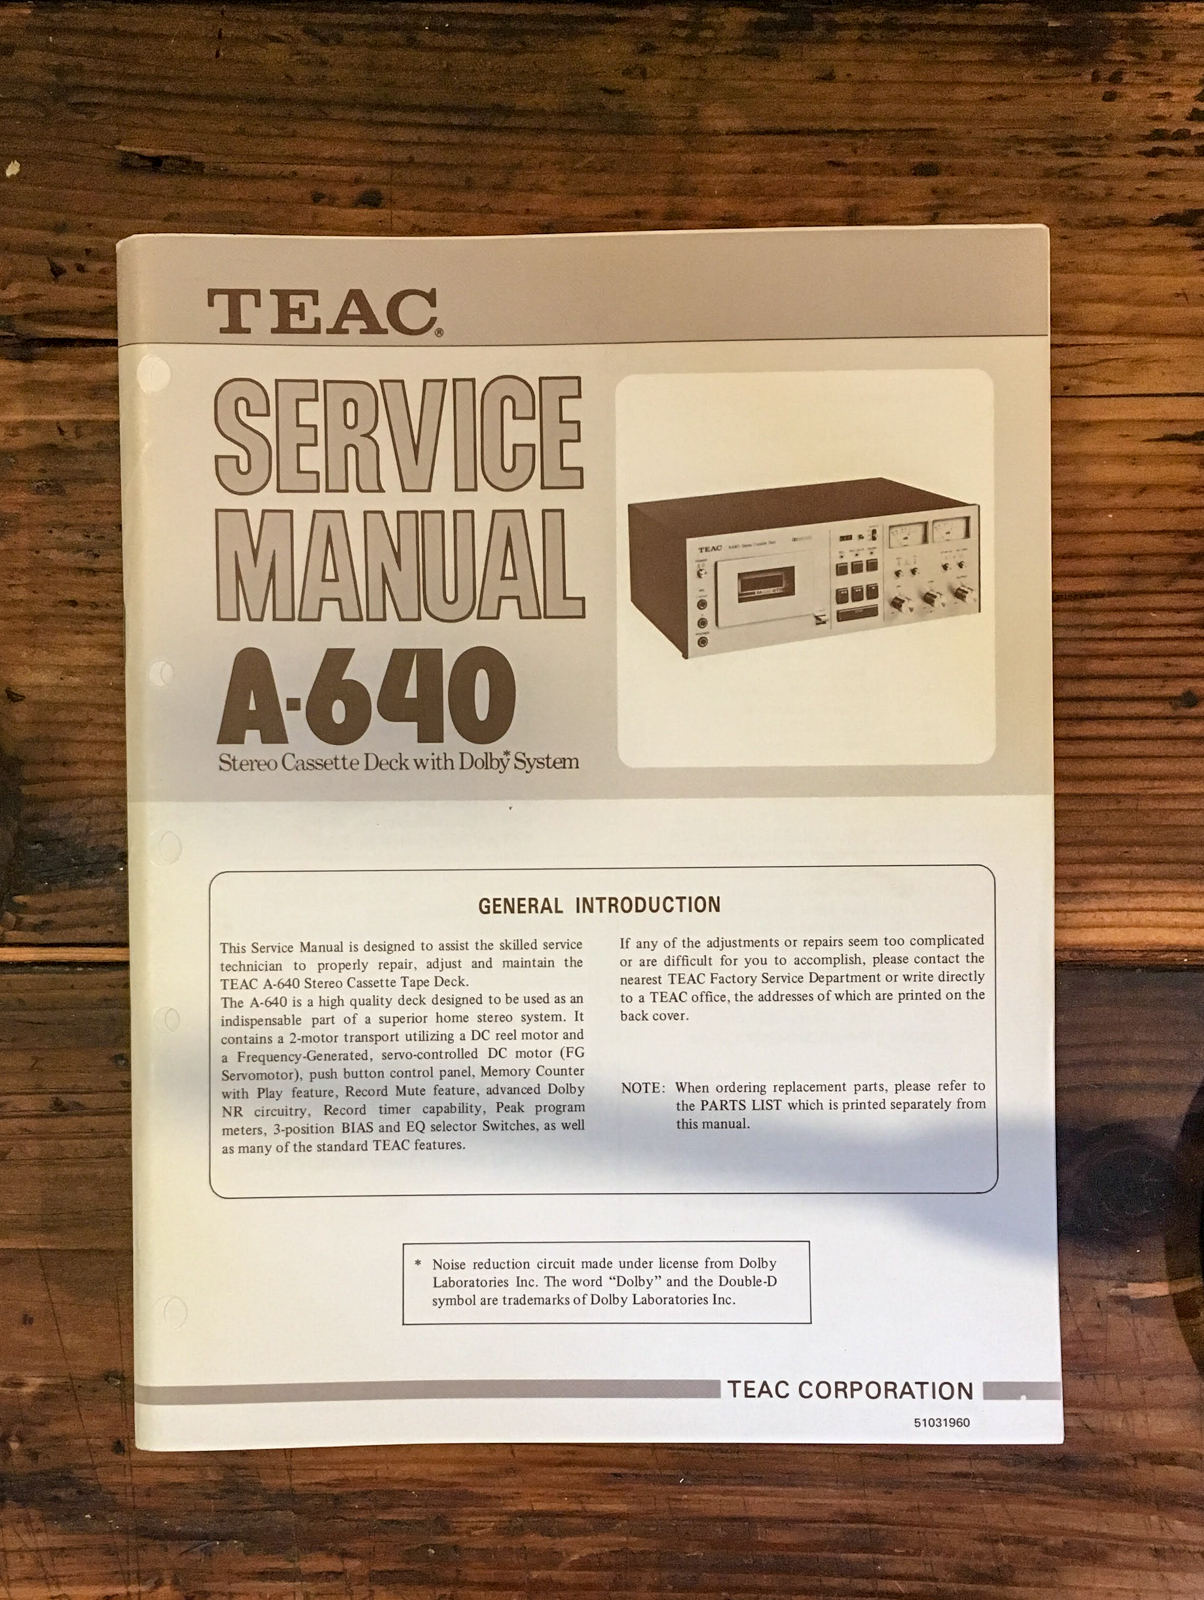 TEAC®
SERVICE
MANUAL
A-640
Stereo Cassette Deck with Dolby* System
TEAC
GENERAL INTRODUCTION
This Service Manual is designed to assist the skilled service
technician to properly repair, adjust and maintain the
TEAC A-640 Stereo Cassette Tape Deck.
The A-640 is a high quality deck designed to be used as an
indispensable part of a superior home stereo system. It
contains a 2-motor transport utilizing a DC reel motor and
a Frequency-Generated, servo-controlled DC motor (FG
Servomotor), push button control panel, Memory Counter
with Play feature, Record Mute feature, advanced Dolby
NR circuitry, Record timer capability, Peak program
meters, 3-position BIAS and EQ selector Switches, as well
as many of the standard TEAC features.
If any of the adjustments or repairs seem too complicated
or are difficult for you to accomplish, please contact the
nearest TEAC Factory Service Department or write directly
to a TEAC office, the addresses of which are printed on the
back cover.
NOTE: When ordering replacement parts, please refer to
the PARTS LIST which is printed separately from
this manual.
* Noise reduction circuit made under license from Dolby
Laboratories Inc. The word “Dolby” and the Double-D
symbol are trademarks of Dolby Laboratories Inc.
TEAC CORPORATION
51031960